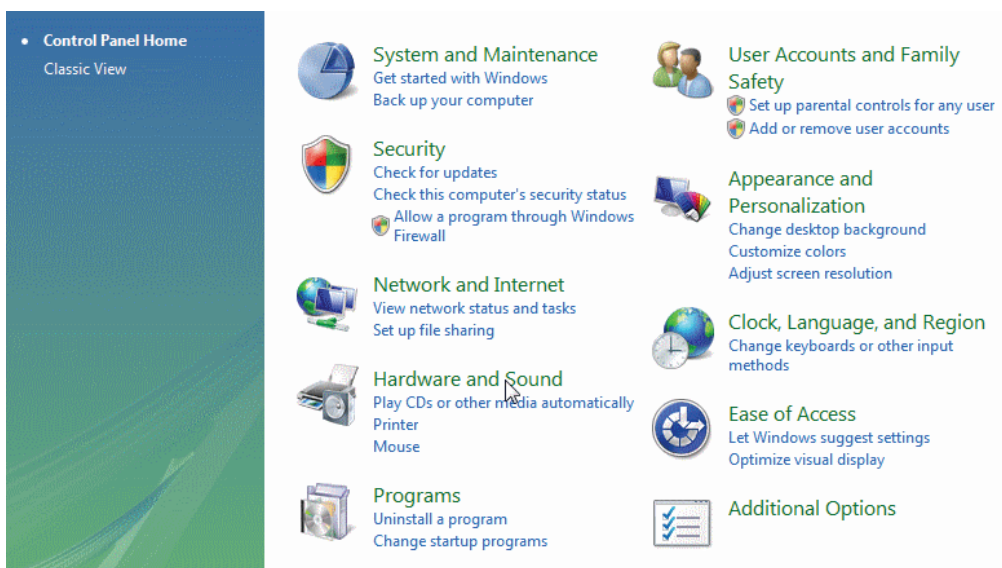 Control Panel Home
Classic View
System and Maintenance
Get started with Windows
Back up your computer
Security
Check for updates
Check this computer's security status
Allow a program through Windows
Firewall
Network and Internet
View network status and tasks
Set up file sharing
Hardware and Sound
Play CDs or other media automatically
Printer
Mouse
Programs
Uninstall a program
Change startup programs
User Accounts and Family
Safety
Set up parental controls for any user
Add or remove user accounts
Appearance and
Personalization
Change desktop background
Customize colors
Adjust screen resolution
Clock, Language, and Region
Change keyboards or other input
methods
Ease of Access
Let Windows suggest settings
Optimize visual display
Additional Options